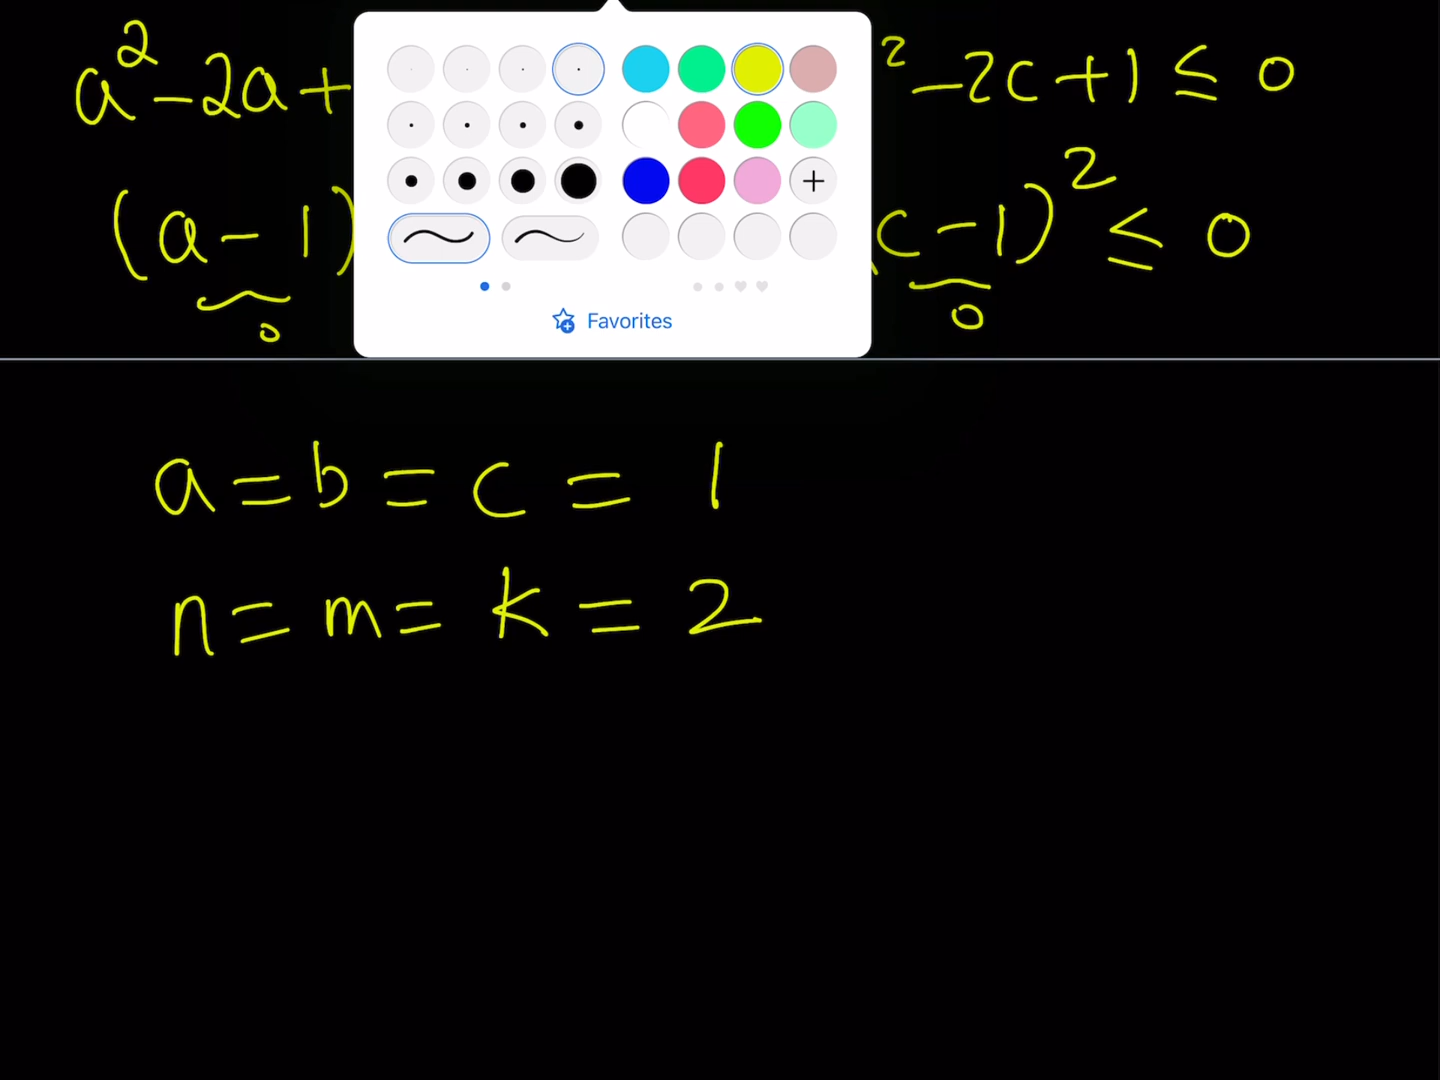 a² - 2a + ² - 2c + 1 ≤ 0
(a - 1) c - 1)² ≤ 0
0 0
Favorites
a = b = c = 1
n = m = k = 2